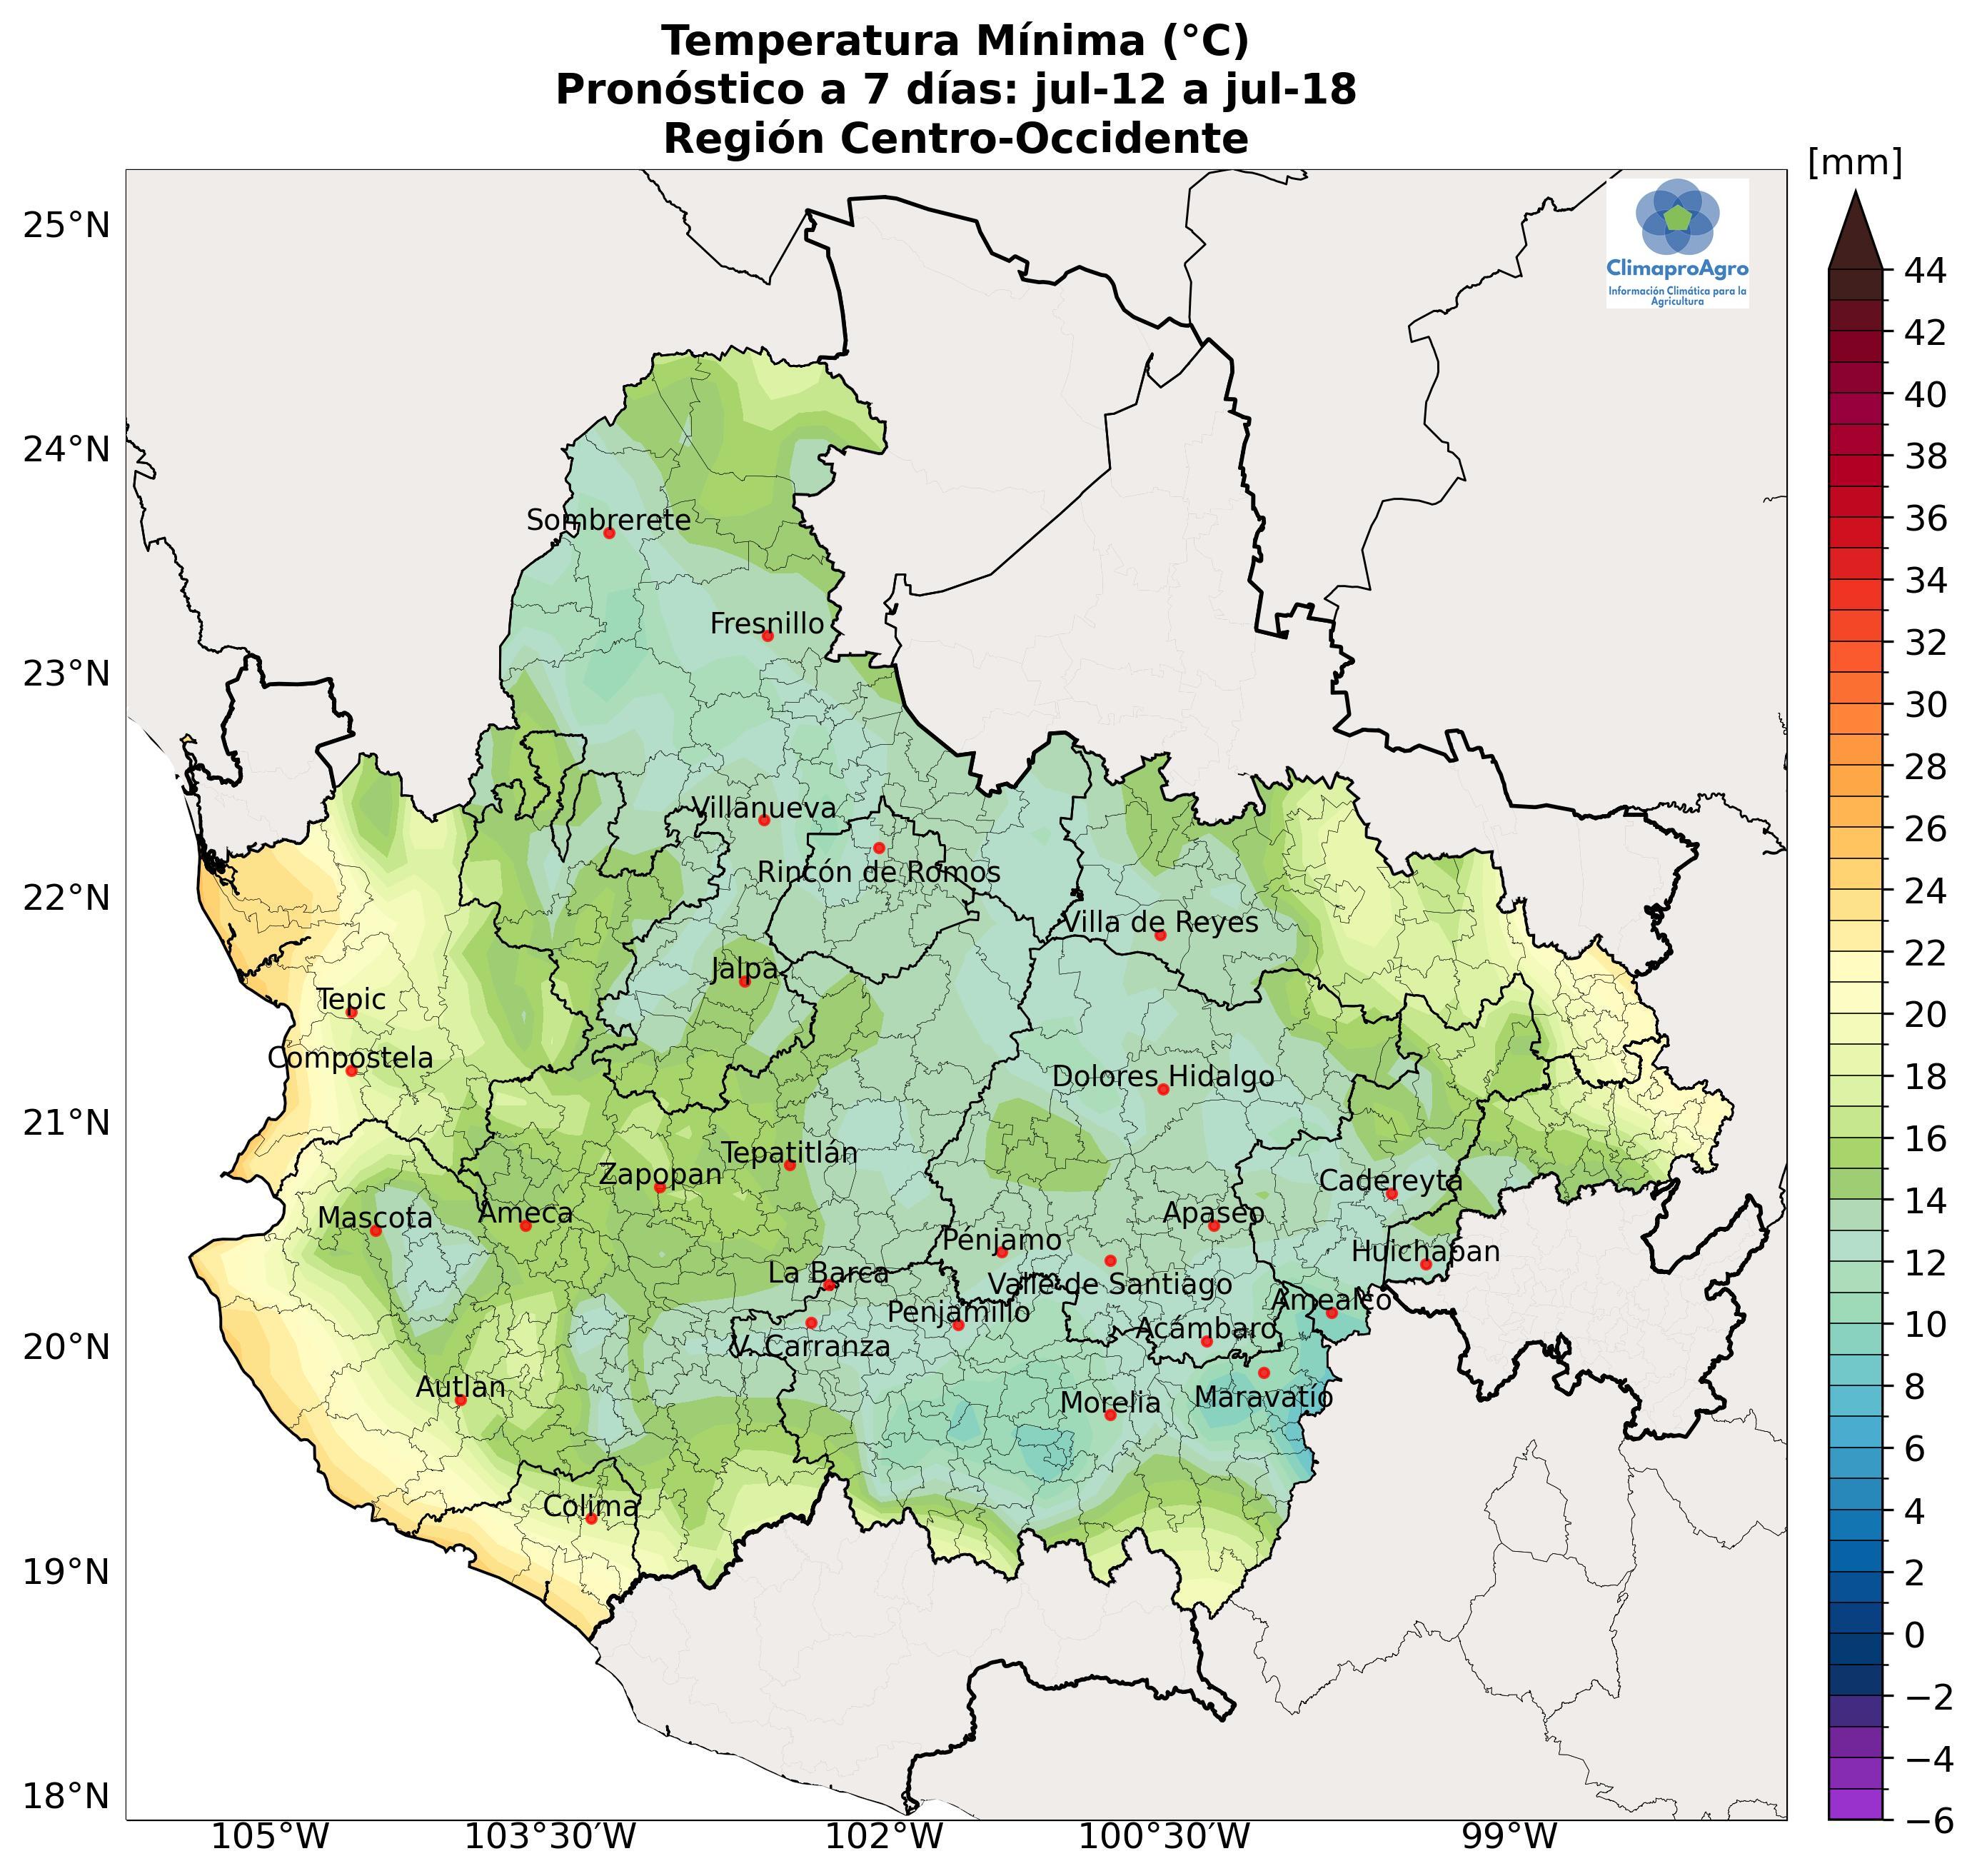 Temperatura Mínima (°C)
Pronóstico a 7 días: jul-12 a jul-18
Región Centro-Occidente
[mm]
ClimaproAgro
Información Climática para la
Agricultura
25°N
24°N
23°N
22°N
21°N
20°N
19°N
18°N
Sombrerete
Fresnillo
Villanueva
Rincón de Romos
Villa de Reyes
Jalpa
Tepic
Compostela
Dolores Hidalgo
Tepatitlán
Zapopan
Cadereyta
Mascota
Ameca
Apaseo
Pénjamo
Huichapan
La Barca
Valle de Santiago
Amealco
Penjamillo
Acámbaro
V. Carranza
Autlan
Morelia
Maravatío
Colima
105°W
103°30′W
102°W
100°30′W
99°W
44
42
40
38
36
34
32
30
28
26
24
22
20
18
16
14
12
10
8
6
4
2
0
−2
−4
−6